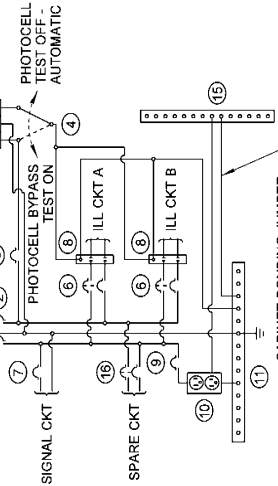 PHOTOCELL
TEST OFF -
AUTOMATIC
PHOTOCELL BYPASS
TEST ON
4
15
8
ILL CKT A
6
8
ILL CKT B
6
7
SIGNAL CKT
16
SPARE CKT
9
10
11